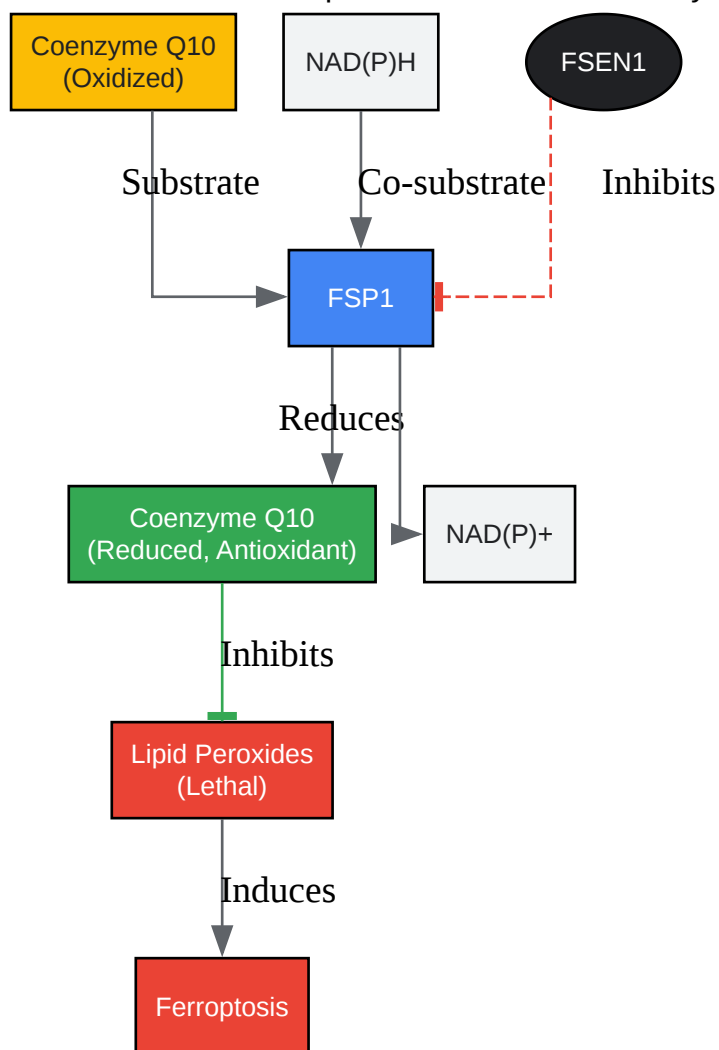 Coenzyme Q10
(Oxidized)
NAD(P)H
FSEN1
Substrate
Co-substrate
Inhibits
FSP1
Reduces
Coenzyme Q10
(Reduced, Antioxidant)
NAD(P)+
Inhibits
Lipid Peroxides
(Lethal)
Induces
Ferroptosis